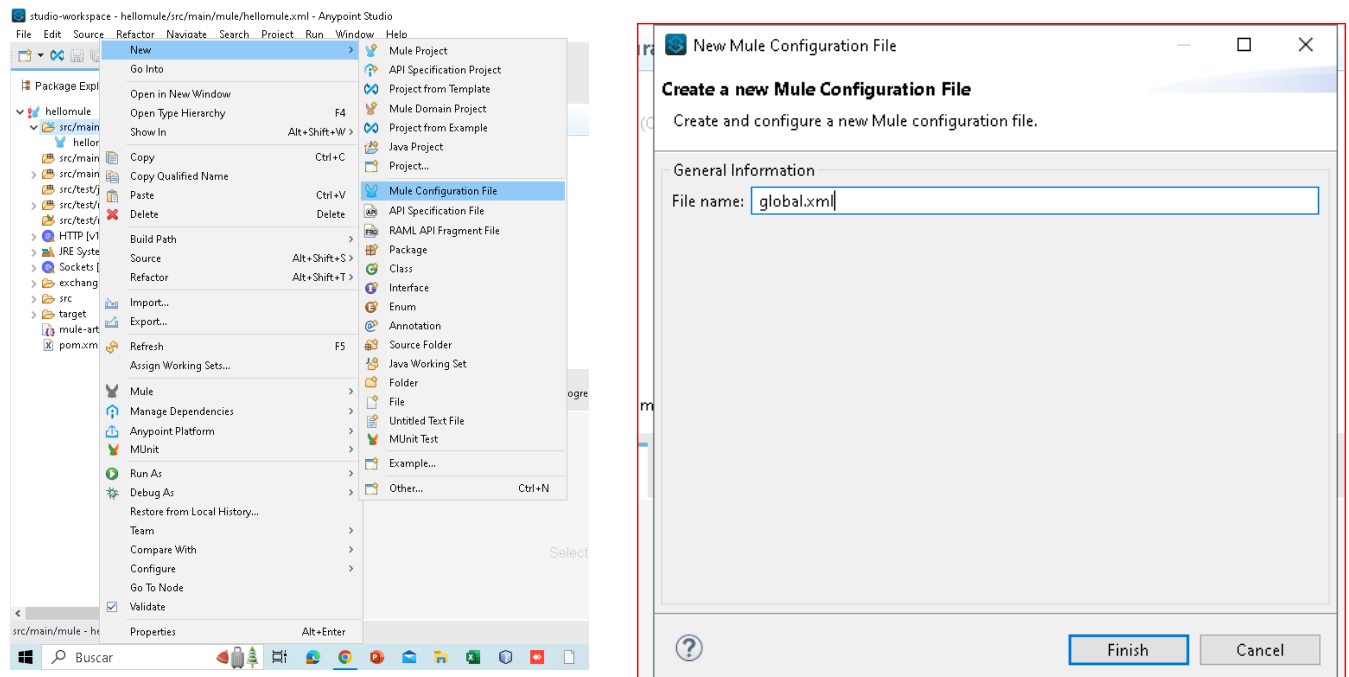 studio-workspace - hellomule/src/main/mule/hellomule.xml - Anypoint Studio
File Edit Source Refactor Navigate Search Project Run Window Help
Package Expl
hellomule
src/main
hellor
src/main
src/main
src/test/j
src/test/r
src/test/r
HTTP [v1
JRE Syste
Sockets [
exchang
src
target
mule-art
pom.xm
New
Go Into
Open in New Window
Open Type Hierarchy F4
Show In Alt+Shift+W >
Copy Ctrl+C
Copy Qualified Name
Paste Ctrl+V
Delete Delete
Build Path
Source Alt+Shift+S >
Refactor Alt+Shift+T >
Import...
Export...
Refresh F5
Assign Working Sets...
Mule
Manage Dependencies
Anypoint Platform
MUnit
Run As
Debug As
Restore from Local History...
Team
Compare With
Configure
Go To Node
Validate
Properties Alt+Enter
Mule Project
API Specification Project
Project from Template
Mule Domain Project
Project from Example
Java Project
Project...
Mule Configuration File
API Specification File
RAML API Fragment File
Package
Class
Interface
Enum
Annotation
Source Folder
Java Working Set
Folder
File
Untitled Text File
MUnit Test
Example...
Other... Ctrl+N
ogre
Select
src/main/mule - he
Buscar
New Mule Configuration File
Create a new Mule Configuration File
Create and configure a new Mule configuration file.
General Information
File name: global.xml
Finish Cancel